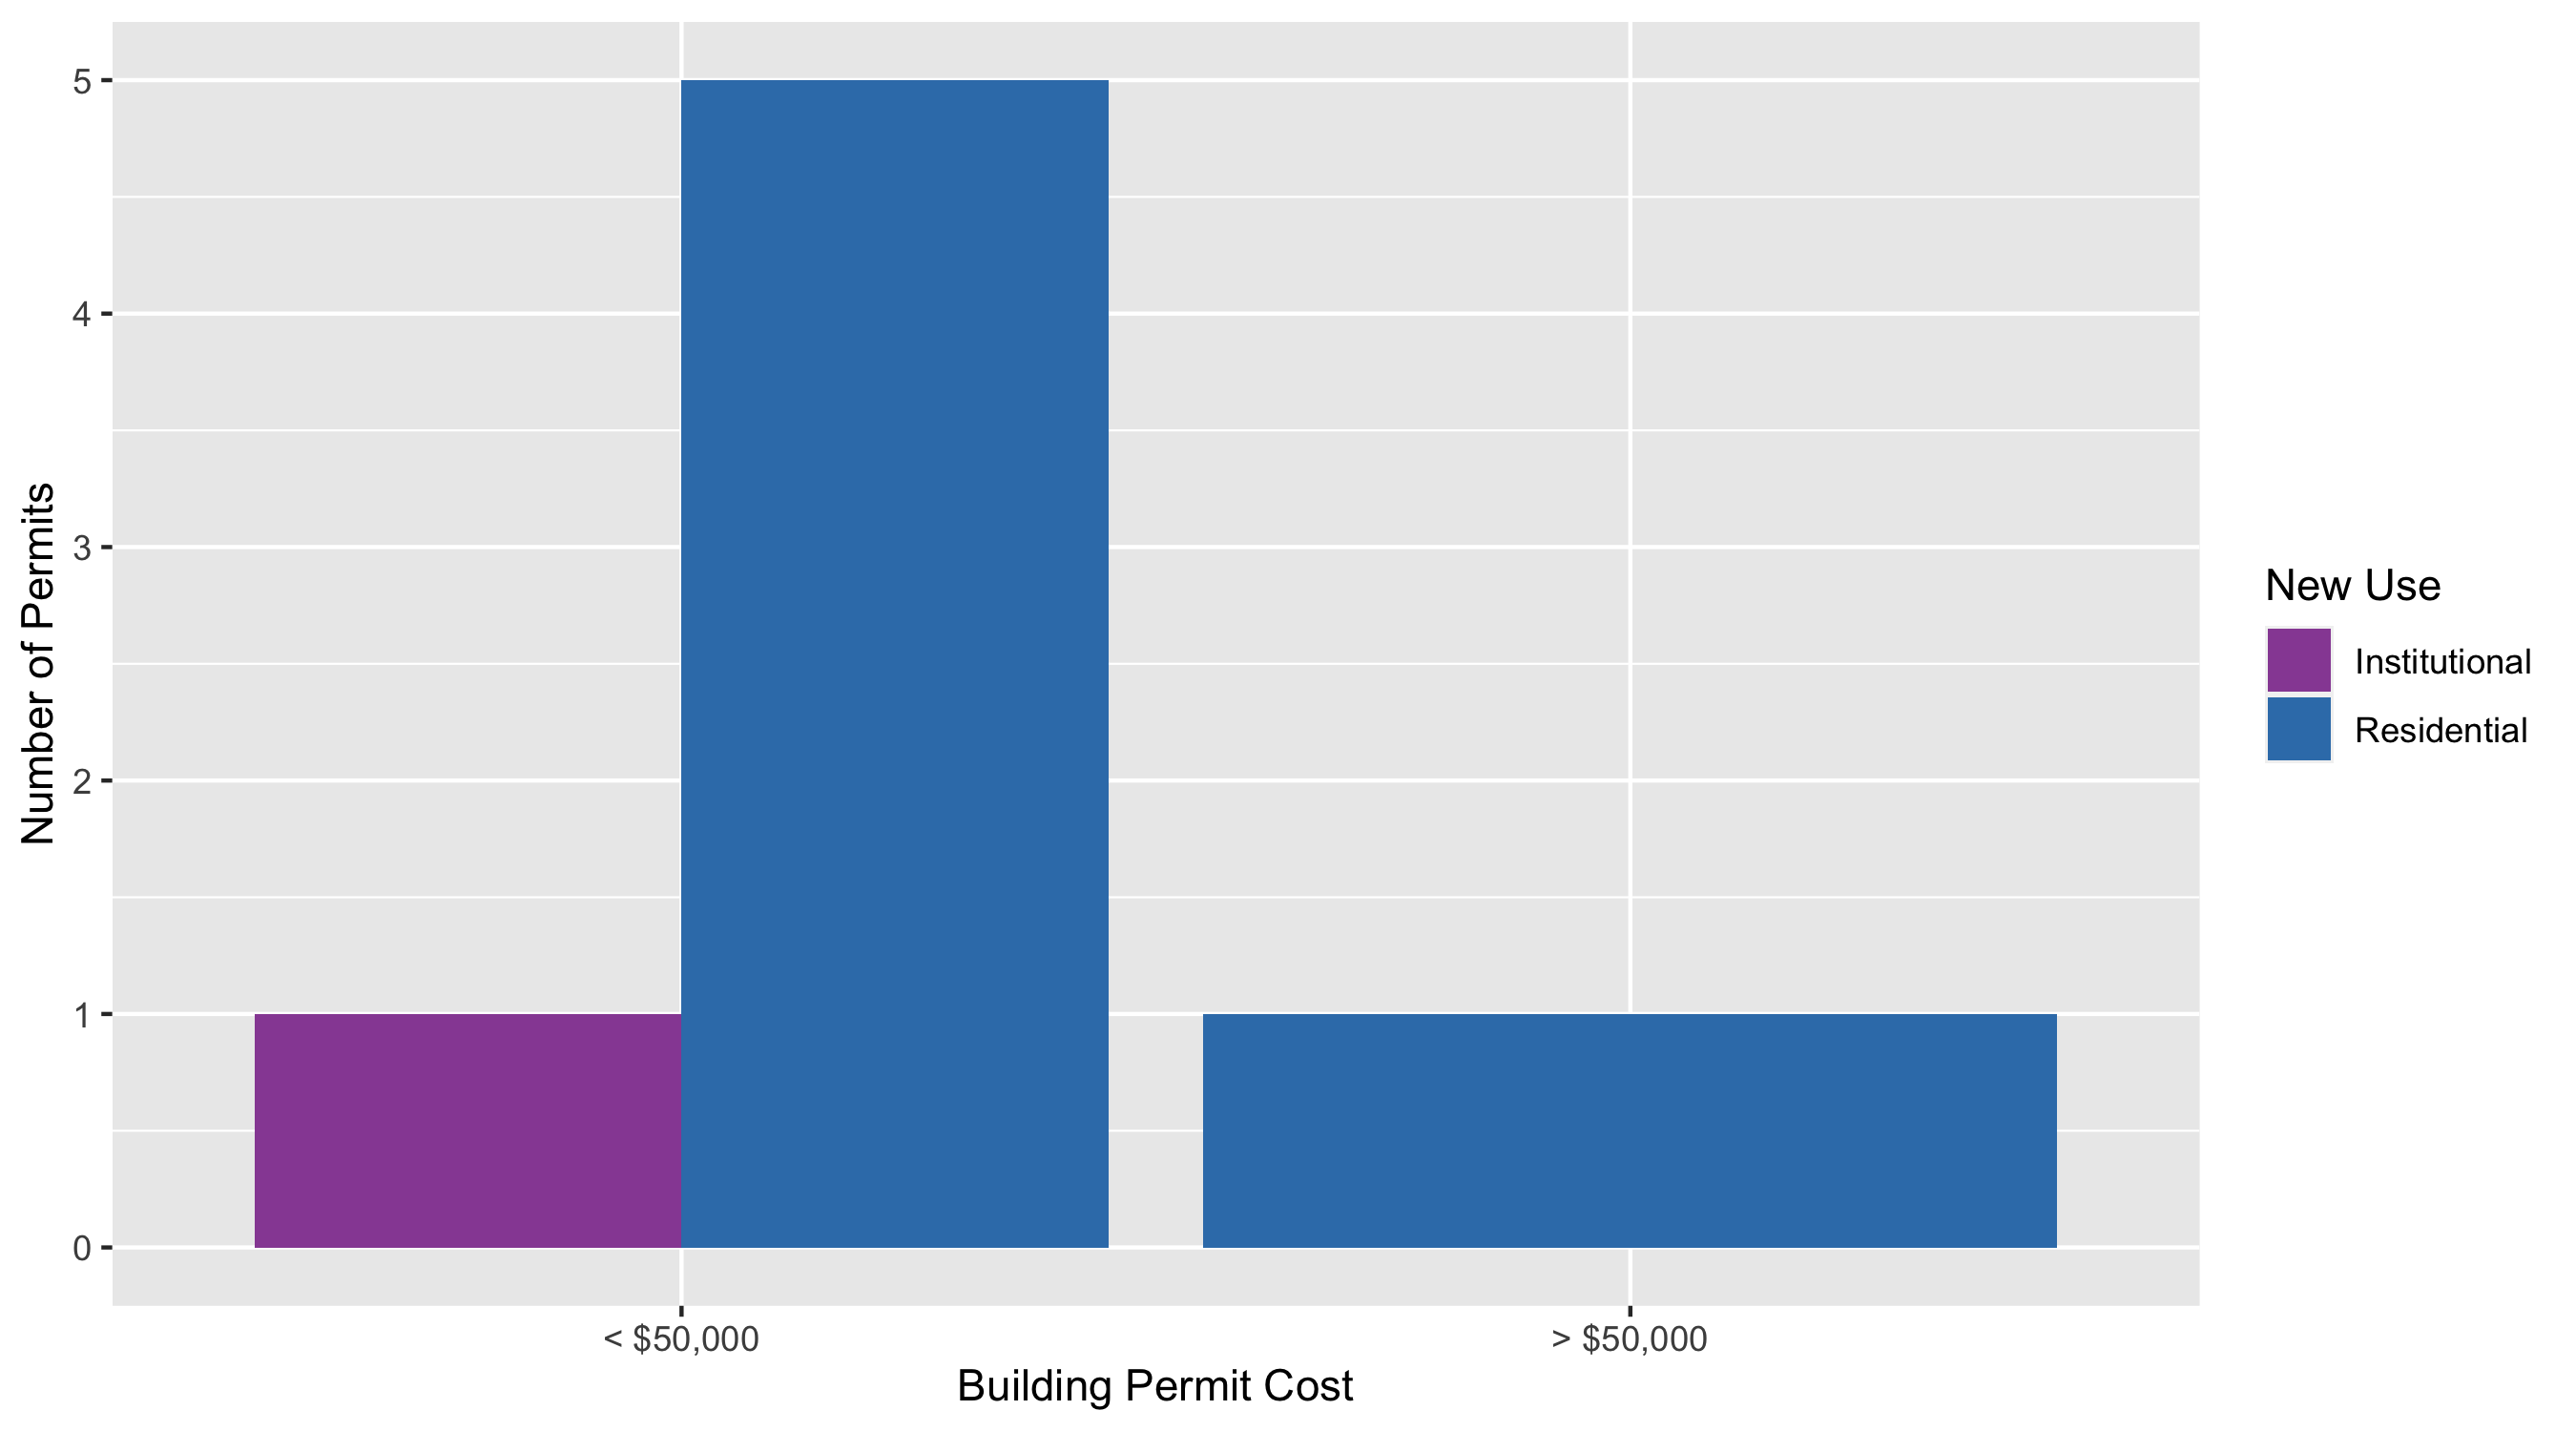 Number of Permits
5
4
3
2
1
0
< $50,000
> $50,000
Building Permit Cost
New Use
Institutional
Residential